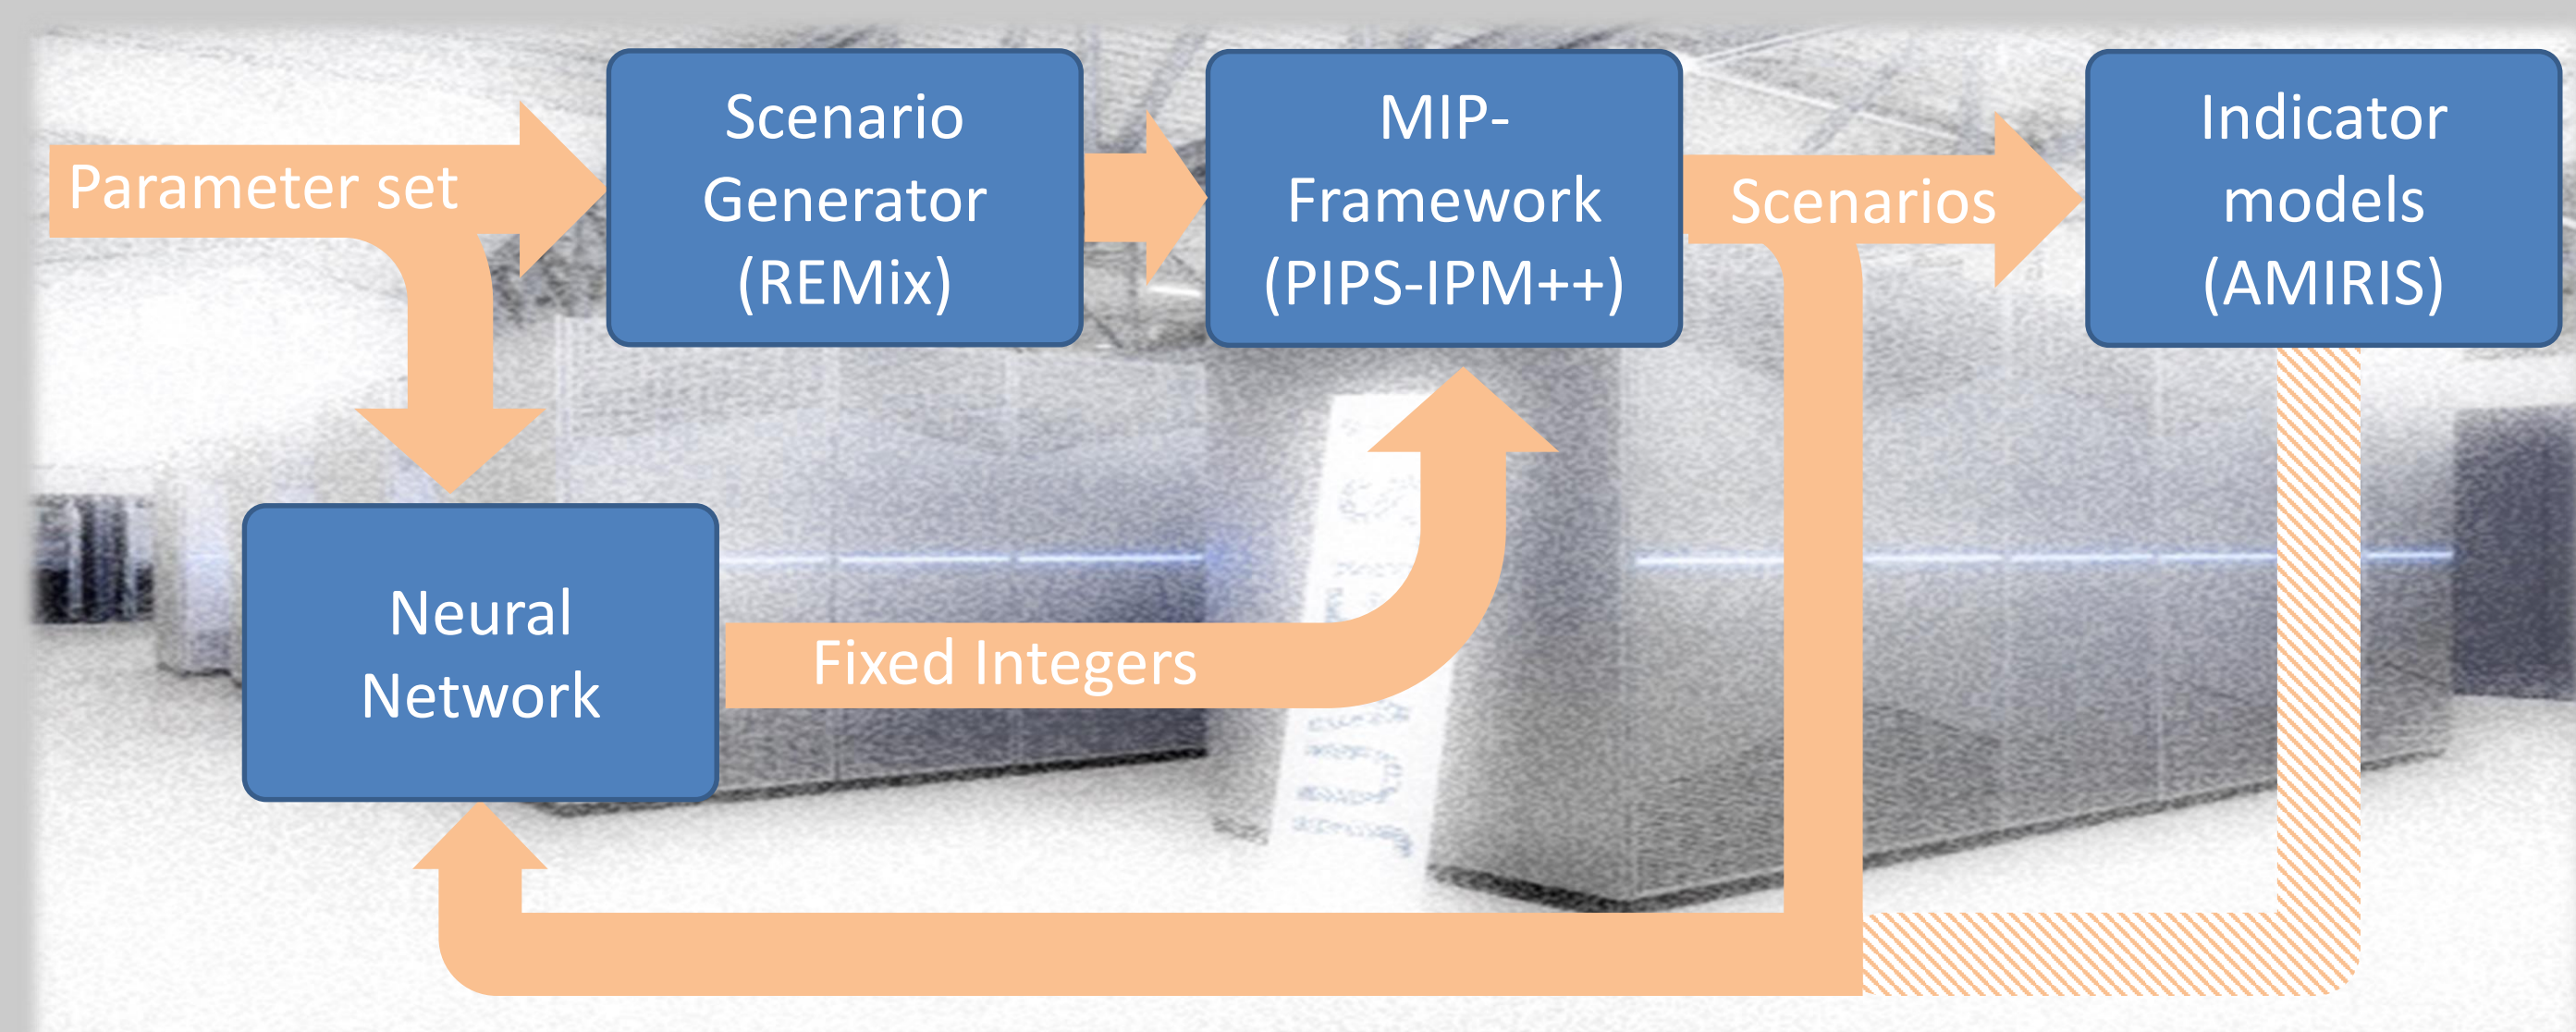 Parameter set
Scenario
Generator
(REMix)
MIP-
Framework
(PIPS-IPM++)
Scenarios
Indicator
models
(AMIRIS)
Neural
Network
Fixed Integers